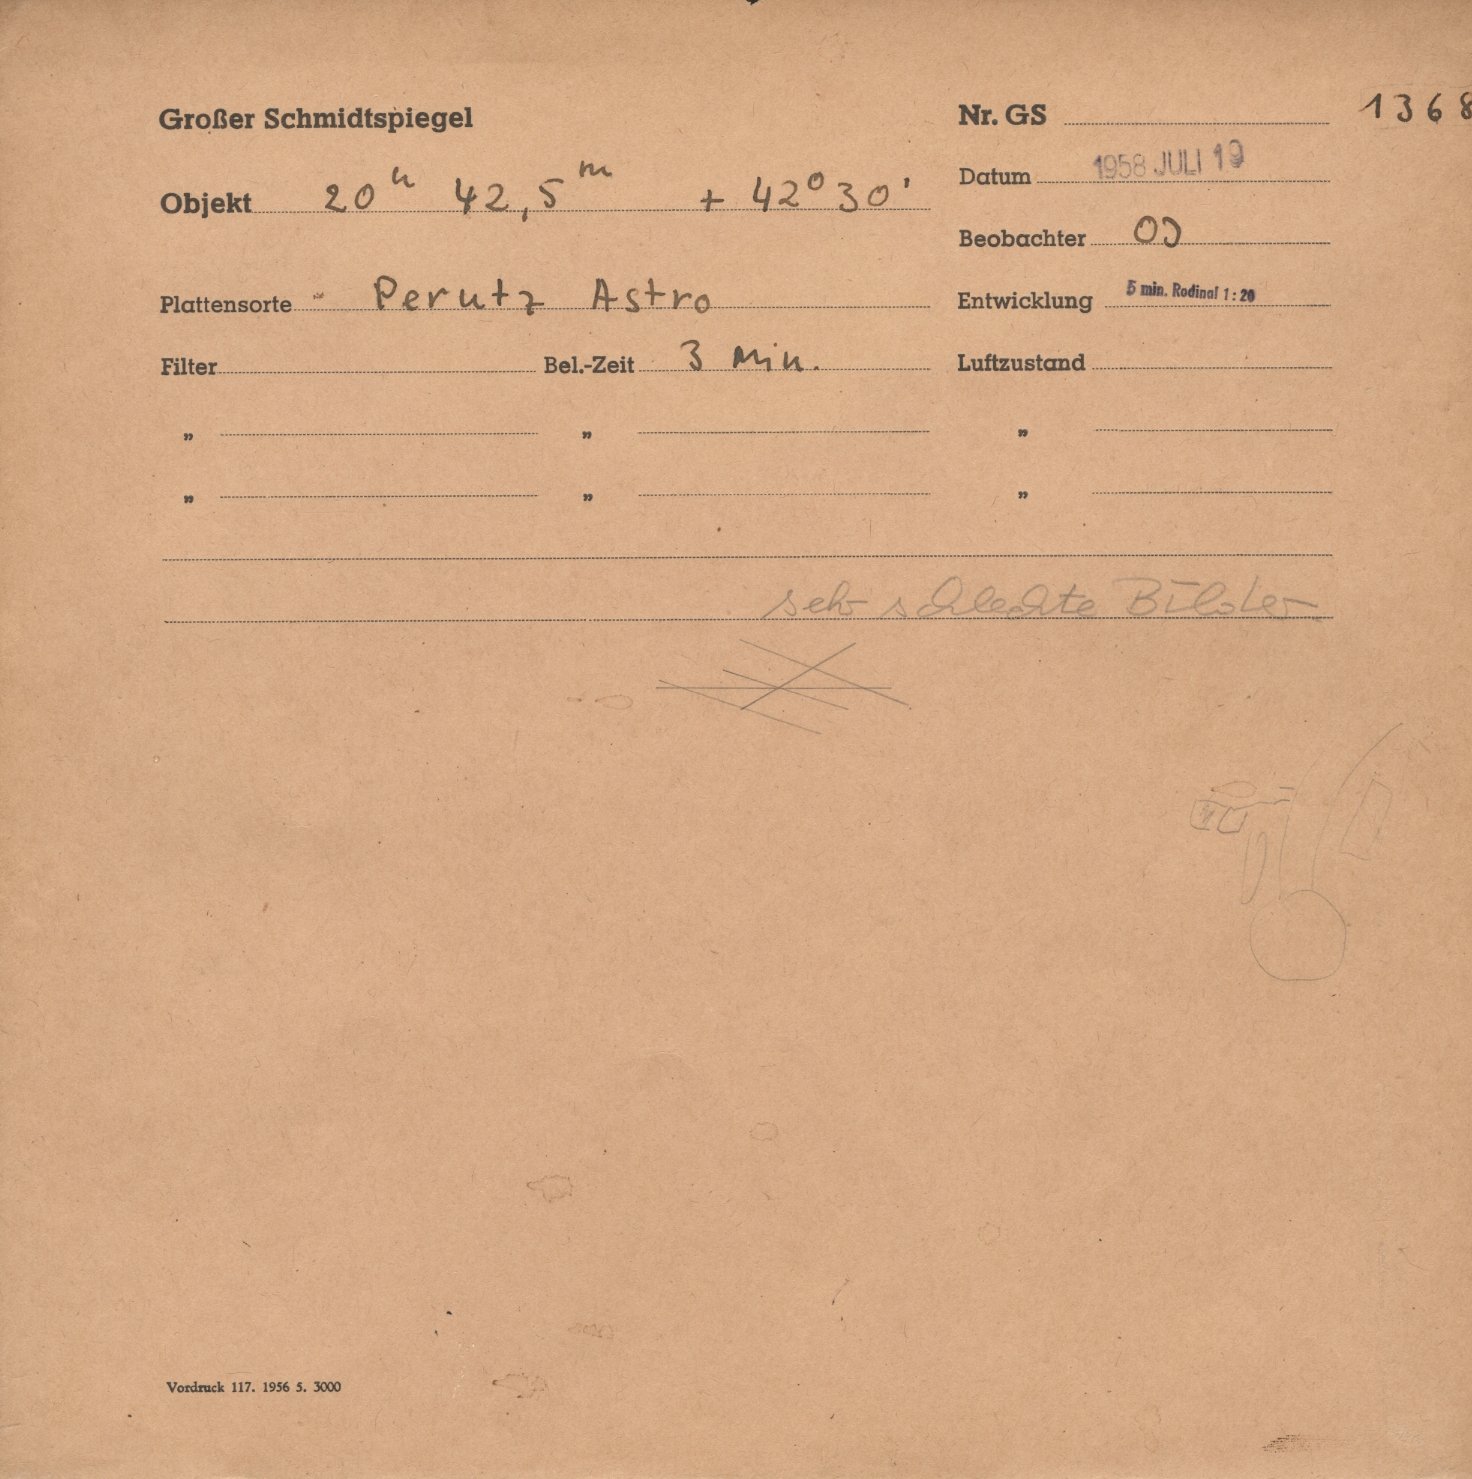 Großer Schmidtspiegel
Nr. GS 1368
Datum 1958 JULI 19
Objekt 20h 42,5m + 42° 30'
Beobachter
Plattensorte Perutz Astro
Entwicklung 5 min. Rodinal 1:20
Filter Bel.-Zeit 3 Min. Luftzustand
„ „ „
„ „ „
sehr schlechte Bilder
Vordruck 117. 1956 5. 3000